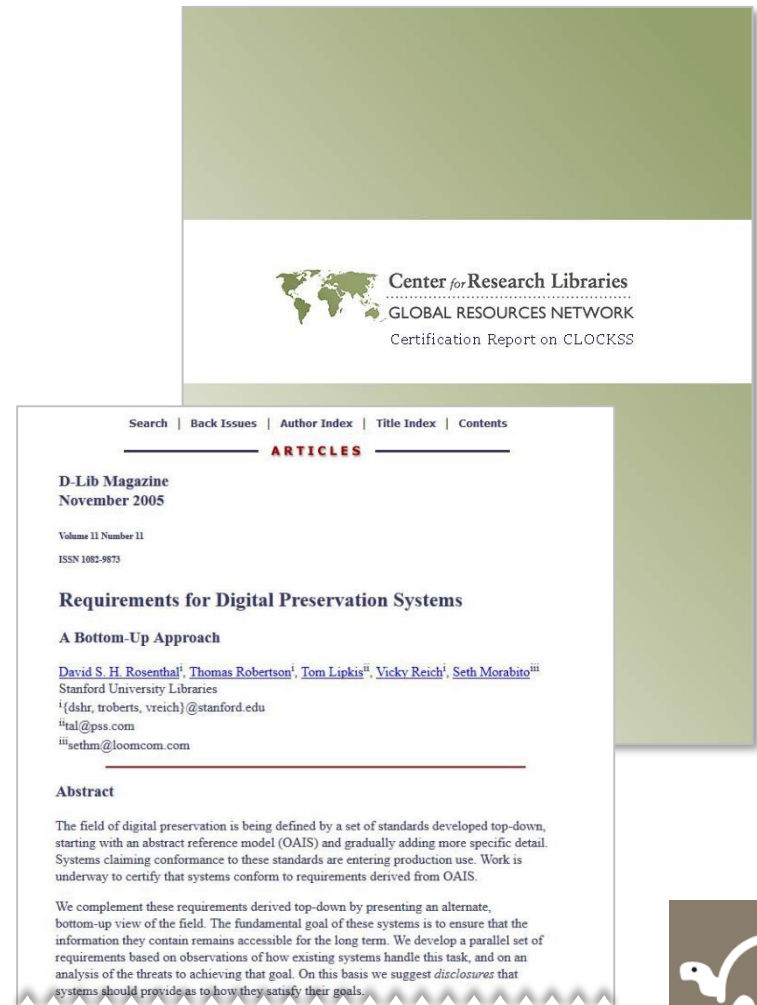 Center for Research Libraries
GLOBAL RESOURCES NETWORK
Certification Report on CLOCKSS
Search | Back Issues | Author Index | Title Index | Contents
ARTICLES
D-Lib Magazine
November 2005
Volume 11 Number 11
ISSN 1082-9873
Requirements for Digital Preservation Systems
A Bottom-Up Approach
David S. H. Rosenthalⁱ, Thomas Robertsonⁱ, Tom Lipkisⁱⁱ, Vicky Reichⁱ, Seth Morabitoⁱⁱⁱ
Stanford University Libraries
ⁱ{dshr, troberts, vreich}@stanford.edu
ⁱⁱtal@pss.com
ⁱⁱⁱsethm@loomcom.com
Abstract
The field of digital preservation is being defined by a set of standards developed top-down,
starting with an abstract reference model (OAIS) and gradually adding more specific detail.
Systems claiming conformance to these standards are entering production use. Work is
underway to certify that systems conform to requirements derived from OAIS.
We complement these requirements derived top-down by presenting an alternate,
bottom-up view of the field. The fundamental goal of these systems is to ensure that the
information they contain remains accessible for the long term. We develop a parallel set of
requirements based on observations of how existing systems handle this task, and on an
analysis of the threats to achieving that goal. On this basis we suggest disclosures that
systems should provide as to how they satisfy their goals.